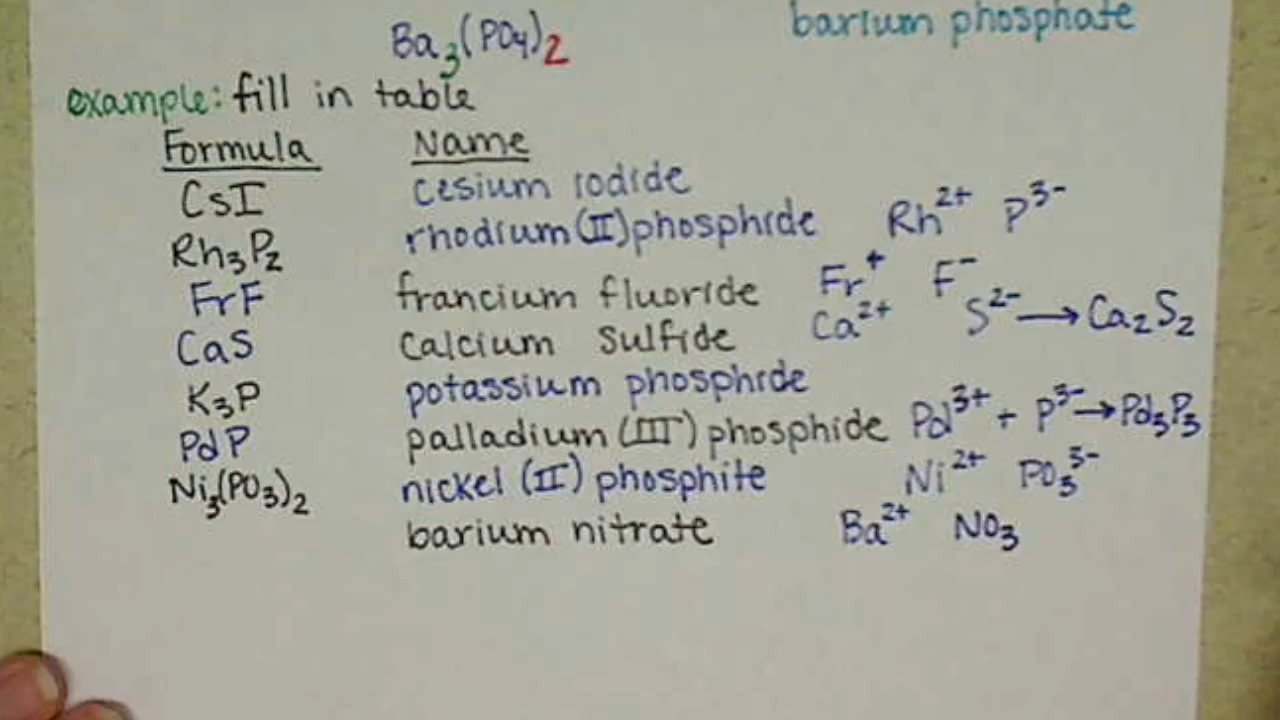 Ba₃(PO₄)₂ barium phosphate
example: fill in table
Formula Name
CsI cesium iodide
Rh₃P₂ rhodium (II) phosphide Rh²⁺ P³⁻
FrF francium fluoride Fr⁺ F⁻
CaS calcium sulfide Ca²⁺ S²⁻ → Ca₂S₂
K₃P potassium phosphide
PdP palladium (III) phosphide Pd³⁺ + P³⁻ → Pd₃P₃
Ni₃(PO₃)₂ nickel (II) phosphite Ni²⁺ PO₃³⁻
barium nitrate Ba²⁺ NO₃